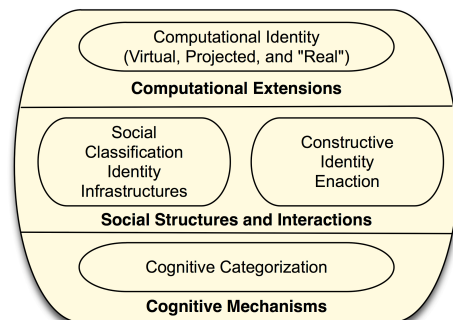 Computational Identity
(Virtual, Projected, and "Real")
Computational Extensions
Social
Classification
Identity
Infrastructures
Constructive
Identity
Enaction
Social Structures and Interactions
Cognitive Categorization
Cognitive Mechanisms